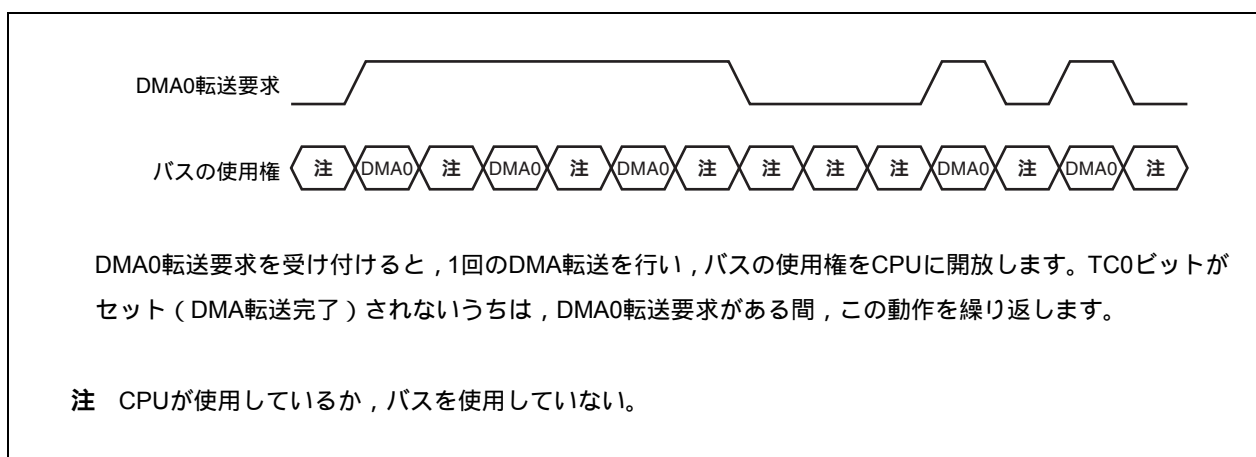 DMA0転送要求
バスの使用権 注 DMA0 注 DMA0 注 DMA0 注 注 注 注 DMA0 注 DMA0 注
DMA0転送要求を受け付けると,1回のDMA転送を行い,バスの使用権をCPUに開放します。TC0ビットが
セット(DMA転送完了)されないうちは,DMA0転送要求がある間,この動作を繰り返します。
注 CPUが使用しているか,バスを使用していない。